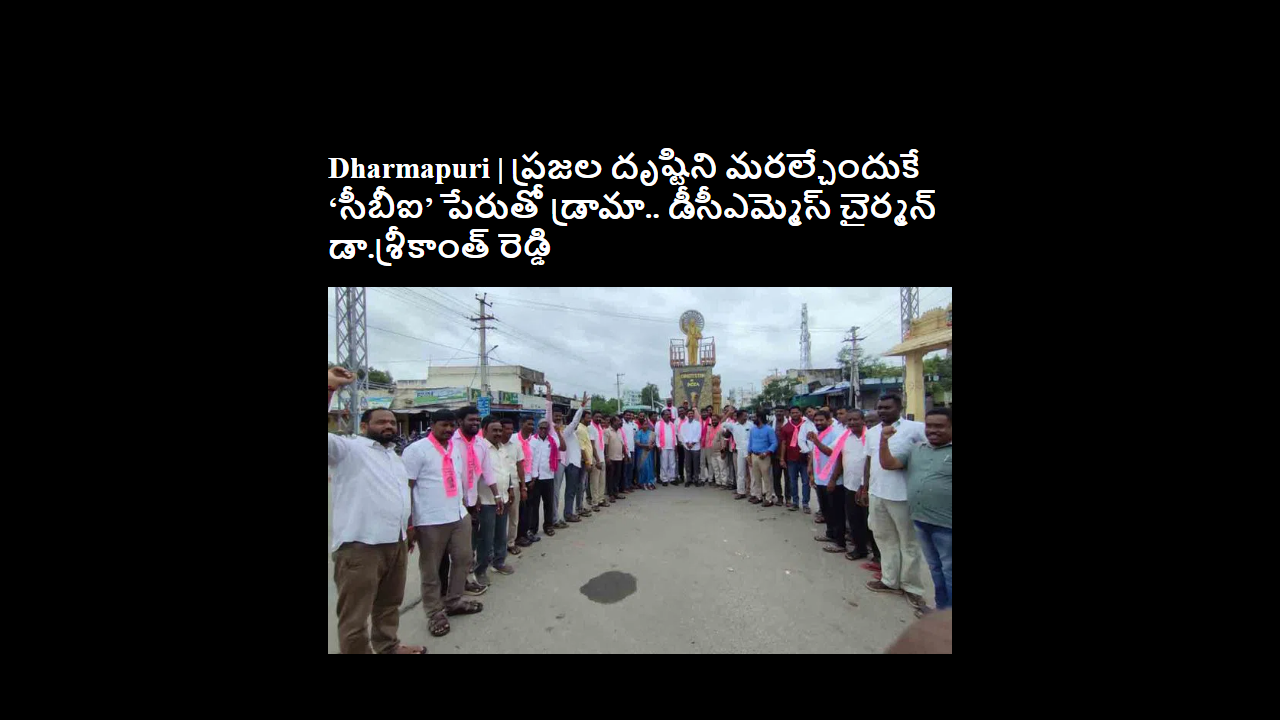 Dharmapuri | ప్రజల దృష్టిని మరల్చేందుకే
‘సీబీఐ’ పేరుతో డ్రామా.. డీసీఎమ్మెస్ చైర్మన్
డా.శ్రీకాంత్ రెడ్డి